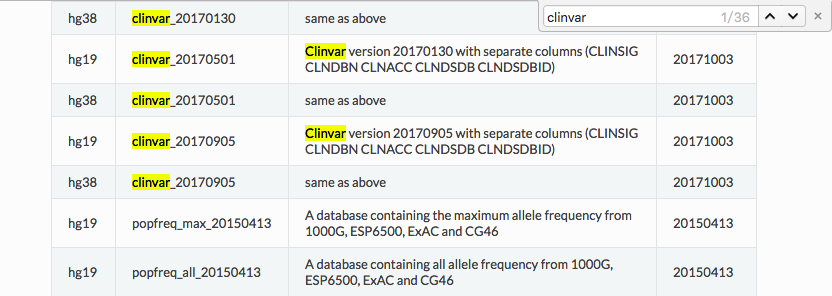 clinvar 1/36
hg38 clinvar_20170130 same as above
hg19 clinvar_20170501 Clinvar version 20170130 with separate columns (CLINSIG
CLNDBN CLNACC CLNDSDB CLNDSDBID) 20171003
hg38 clinvar_20170501 same as above 20171003
hg19 clinvar_20170905 Clinvar version 20170905 with separate columns (CLINSIG
CLNDBN CLNACC CLNDSDB CLNDSDBID) 20171003
hg38 clinvar_20170905 same as above 20171003
hg19 popfreq_max_20150413 A database containing the maximum allele frequency from
1000G, ESP6500, ExAC and CG46 20150413
hg19 popfreq_all_20150413 A database containing all allele frequency from 1000G,
ESP6500, ExAC and CG46 20150413